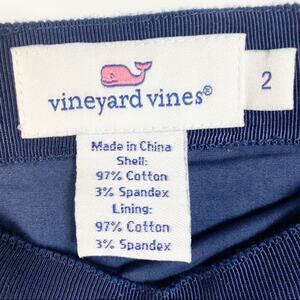 vineyard vines®
2
Made in China
Shell:
97% Cotton
3% Spandex
Lining:
97% Cotton
3% Spandex